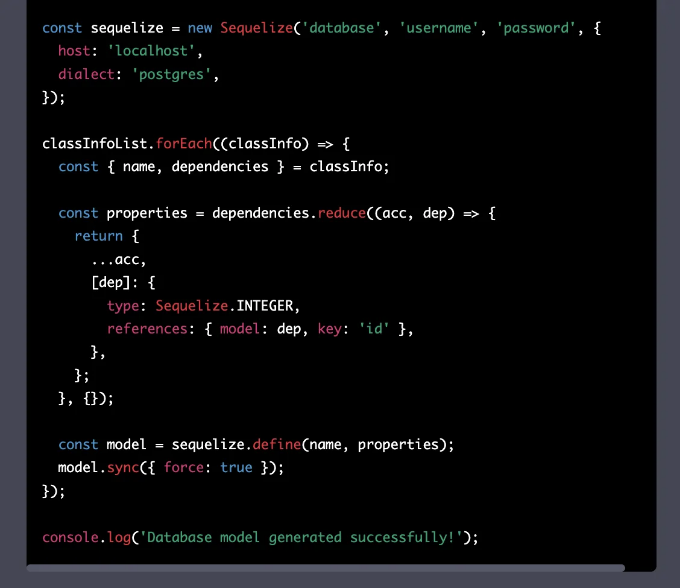 const sequelize = new Sequelize('database', 'username', 'password', {
  host: 'localhost',
  dialect: 'postgres',
});

classInfoList.forEach((classInfo) => {
  const { name, dependencies } = classInfo;

  const properties = dependencies.reduce((acc, dep) => {
    return {
      ...acc,
      [dep]: {
        type: Sequelize.INTEGER,
        references: { model: dep, key: 'id' },
      },
    };
  }, {});

  const model = sequelize.define(name, properties);
  model.sync({ force: true });
});

console.log('Database model generated successfully!');